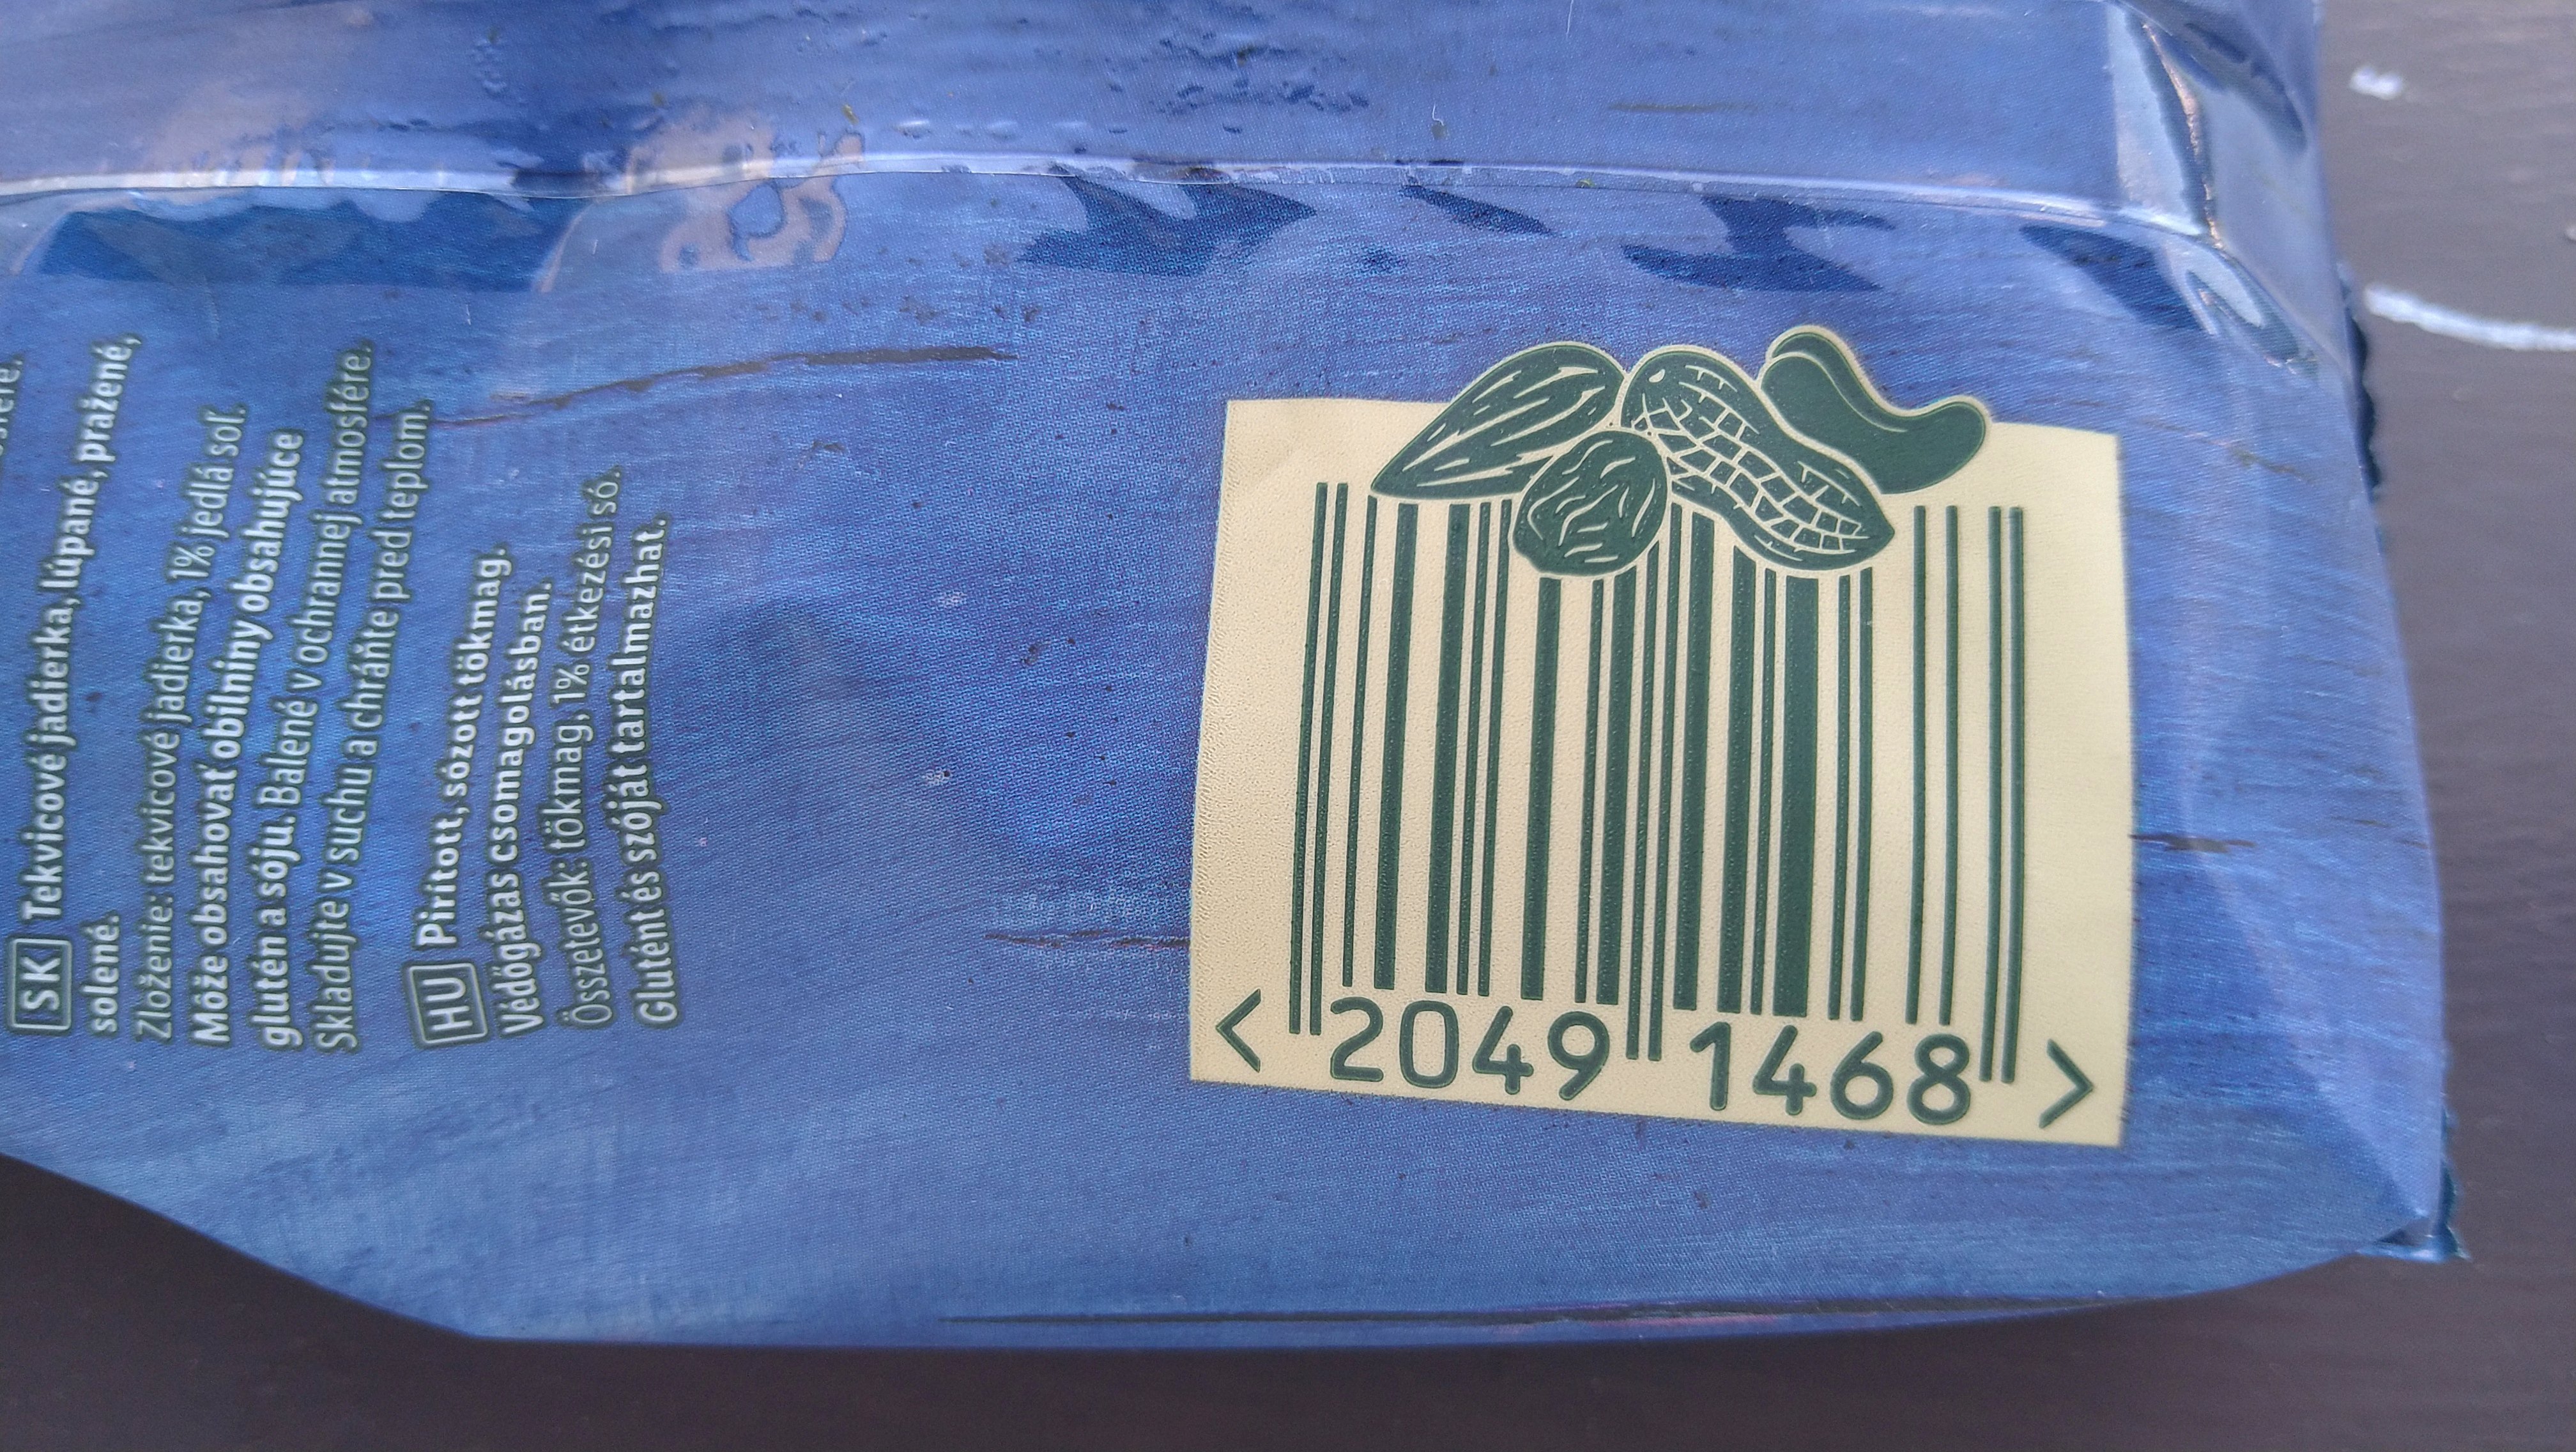 SK Tekvicové jadierka, lúpané, pražené,
solené.
Zloženie: tekvicové jadierka, 1% jedlá soľ.
Môže obsahovať obilniny obsahujúce
glutén a sóju. Balené v ochrannej atmosfére.
Skladujte v suchu a chráňte pred teplom.
HU Pirított, sózott tökmag.
Védőgázas csomagolásban.
Összetevők: tökmag, 1% étkezési só.
Glutént és szóját tartalmazhat.
< 2049 1468 >